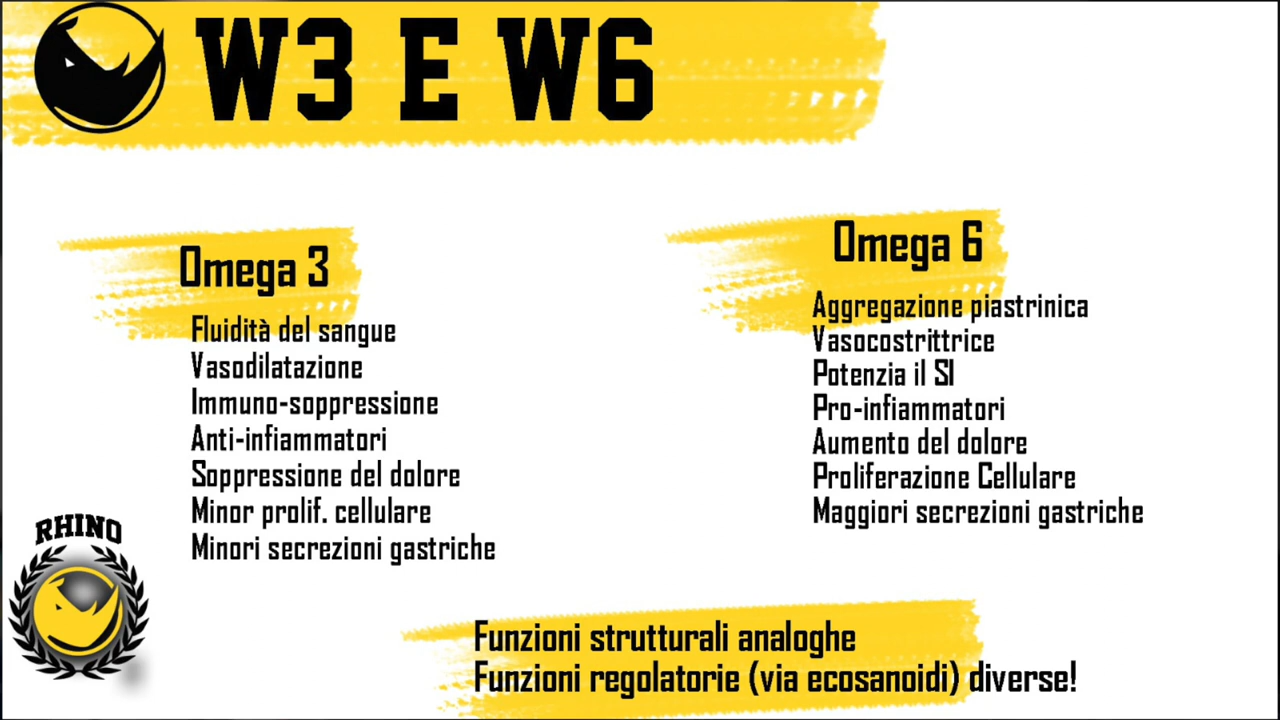 W3 E W6
Omega 3
Fluidità del sangue
Vasodilatazione
Immuno-soppressione
Anti-infiammatori
Soppressione del dolore
Minor prolif. cellulare
Minori secrezioni gastriche
Omega 6
Aggregazione piastrinica
Vasocostrittrice
Potenzia il SI
Pro-infiammatori
Aumento del dolore
Proliferazione Cellulare
Maggiori secrezioni gastriche
RHINO
Funzioni strutturali analoghe
Funzioni regolatorie (via ecosanoidi) diverse!